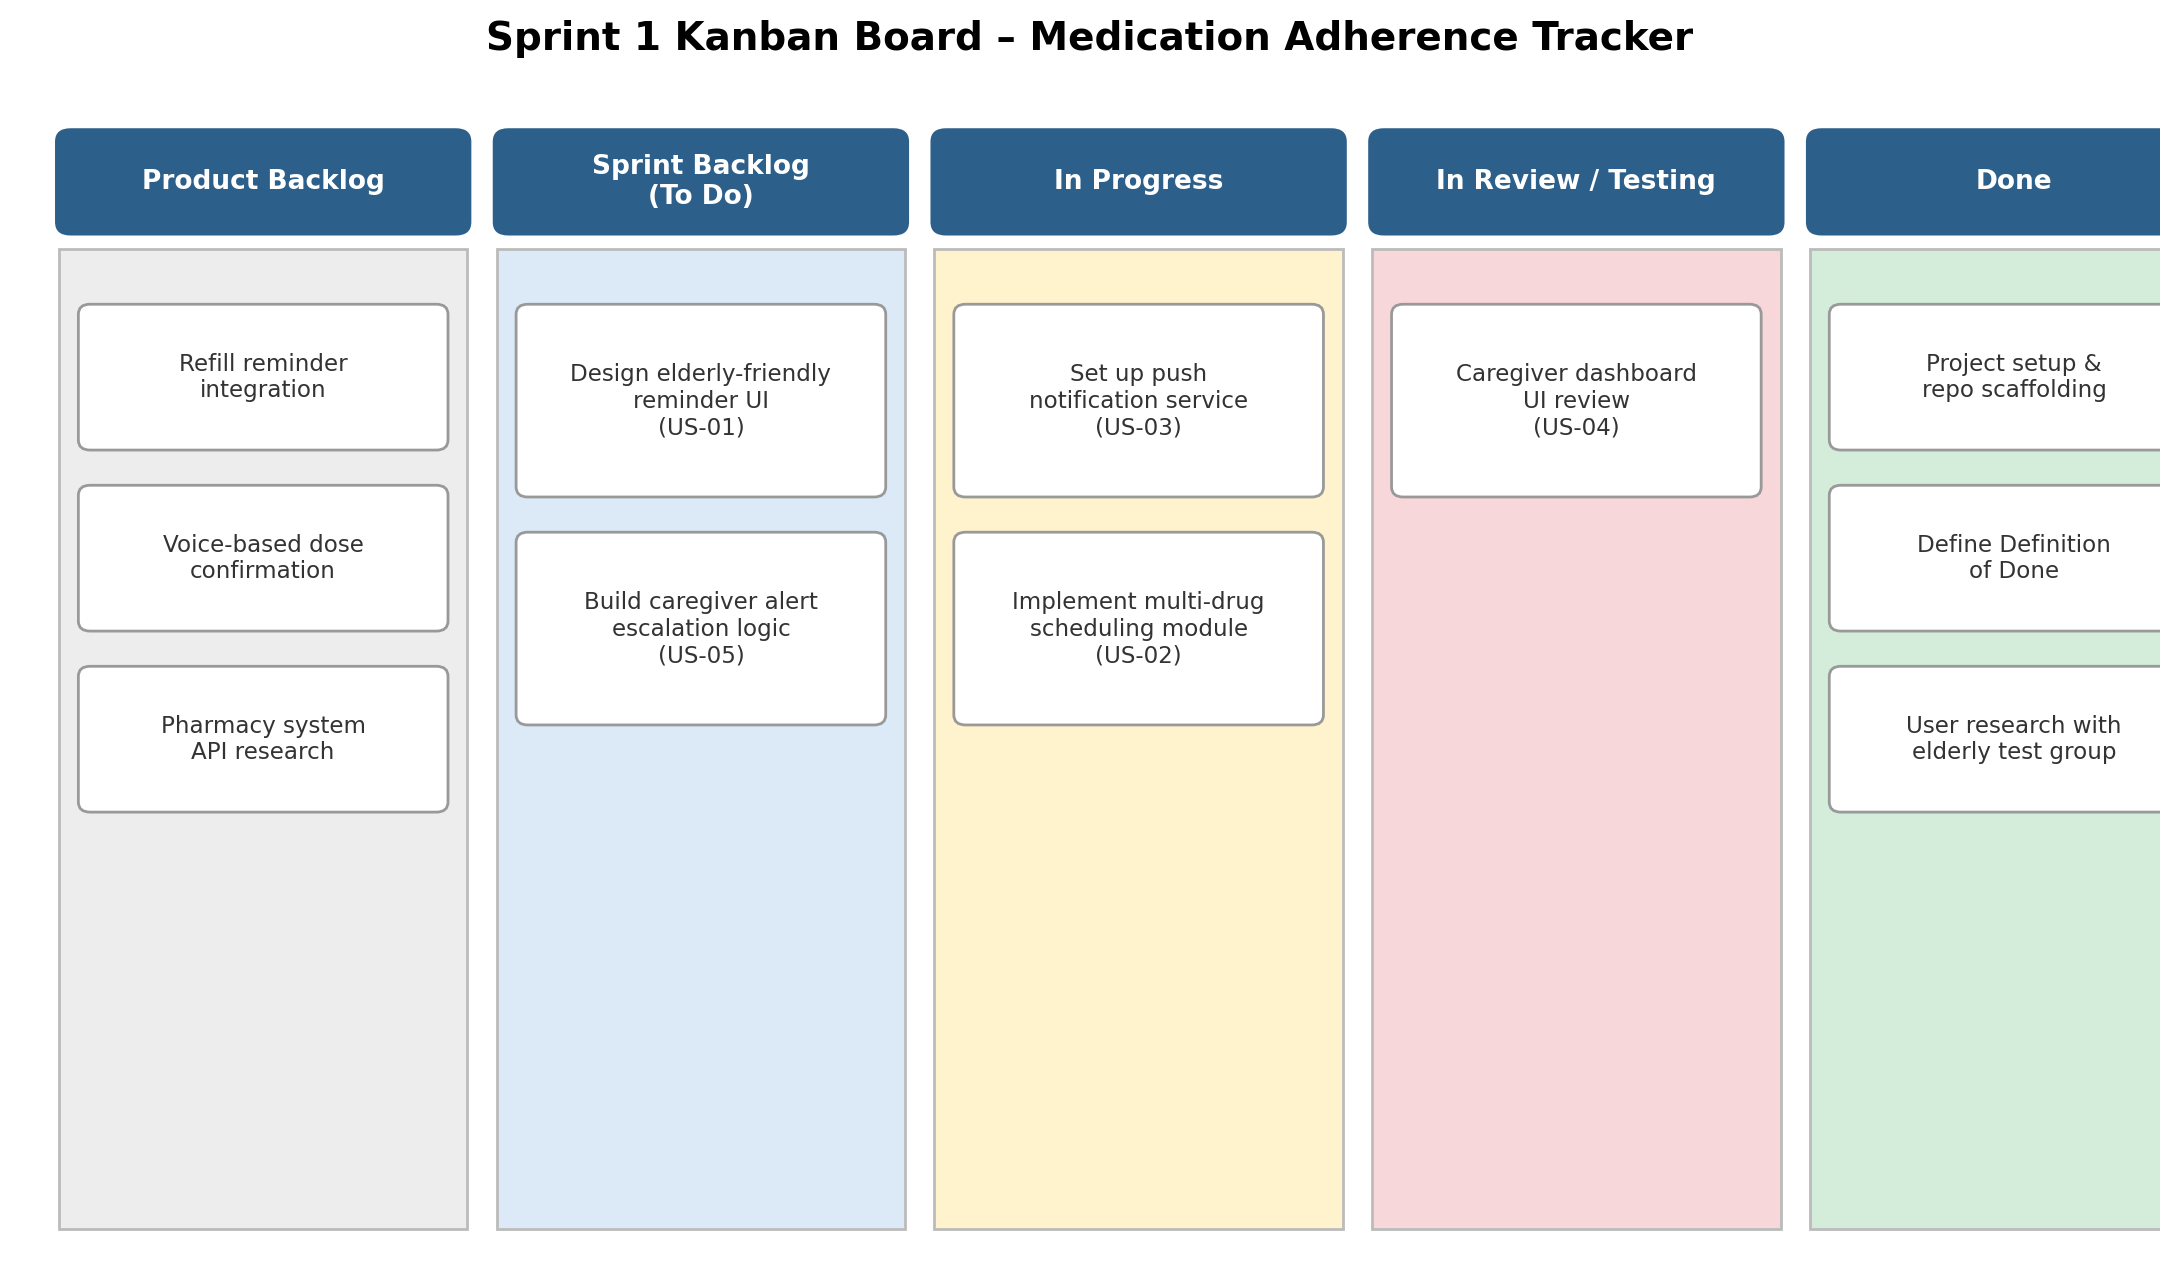 Sprint 1 Kanban Board – Medication Adherence Tracker
Product Backlog
Refill reminder
integration
Voice-based dose
confirmation
Pharmacy system
API research
Sprint Backlog
(To Do)
Design elderly-friendly
reminder UI
(US-01)
Build caregiver alert
escalation logic
(US-05)
In Progress
Set up push
notification service
(US-03)
Implement multi-drug
scheduling module
(US-02)
In Review / Testing
Caregiver dashboard
UI review
(US-04)
Done
Project setup &
repo scaffolding
Define Definition
of Done
User research with
elderly test group